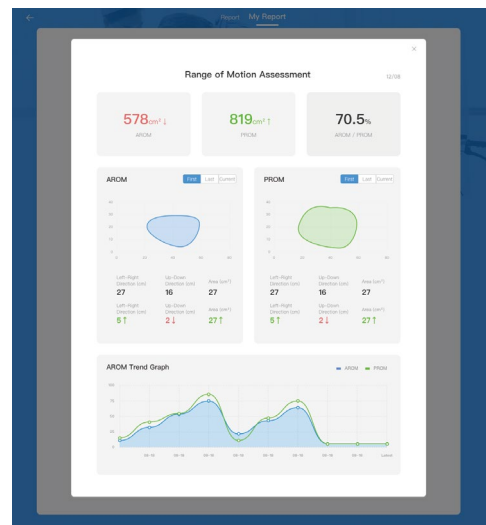 Report My Report
Range of Motion Assessment
12/08
578cm² ↓
AROM
819cm² ↑
PROM
70.5%
AROM / PROM
AROM
First Last Current
Left-Right Direction (cm)
27
Up-Down Direction (cm)
16
Area (cm²)
27
Left-Right Direction (cm)
5 ↑
Up-Down Direction (cm)
2 ↓
Area (cm²)
27 ↑
PROM
First Last Current
Left-Right Direction (cm)
27
Up-Down Direction (cm)
16
Area (cm²)
27
Left-Right Direction (cm)
5 ↑
Up-Down Direction (cm)
2 ↓
Area (cm²)
27 ↑
AROM Trend Graph
AROM PROM